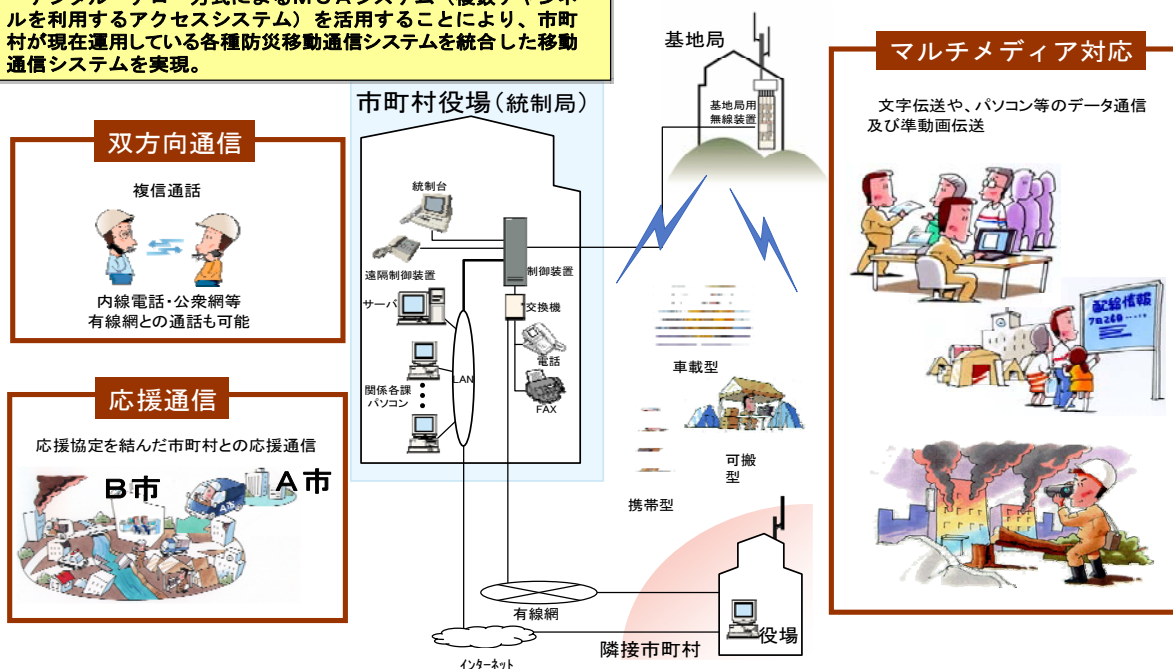 ルを利用するアクセスシステム）を活用することにより、市町
村が現在運用している各種防災移動通信システムを統合した移動
通信システムを実現。
双方向通信
複信通話
内線電話・公衆網等
有線網との通話も可能
応援通信
応援協定を結んだ市町村との応援通信
B市
A市
市町村役場（統制局）
統制台
遠隔制御装置
制御装置
サーバ
交換機
電話
FAX
LAN
関係各課
パソコン
基地局
基地局用
無線装置
車載型
可搬
型
携帯型
有線網
インターネット
隣接市町村
役場
マルチメディア対応
文字伝送や、パソコン等のデータ通信
及び準動画伝送
配給情報